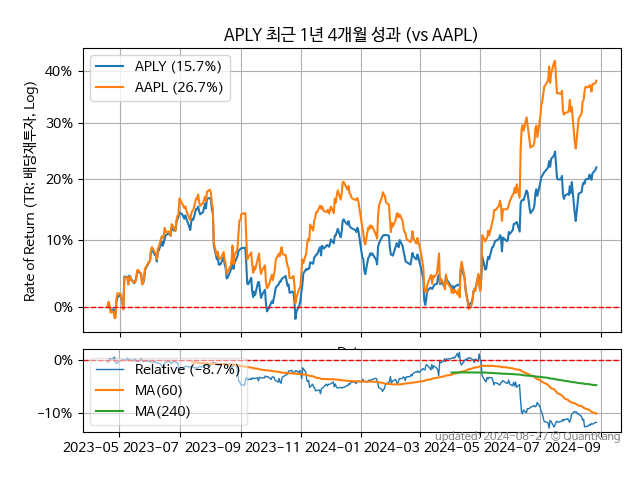 APLY 최근 1년 4개월 성과 (vs AAPL)
Rate of Return (TR: 배당재투자, Log)
APLY (15.7%)
AAPL (26.7%)
40%
30%
20%
10%
0%
0%
−10%
Relative (−8.7%)
MA(60)
MA(240)
2023-05 2023-07 2023-09 2023-11 2024-01 2024-03 2024-05 2024-07 2024-09
updated: 2024-08-27 © QuantKang